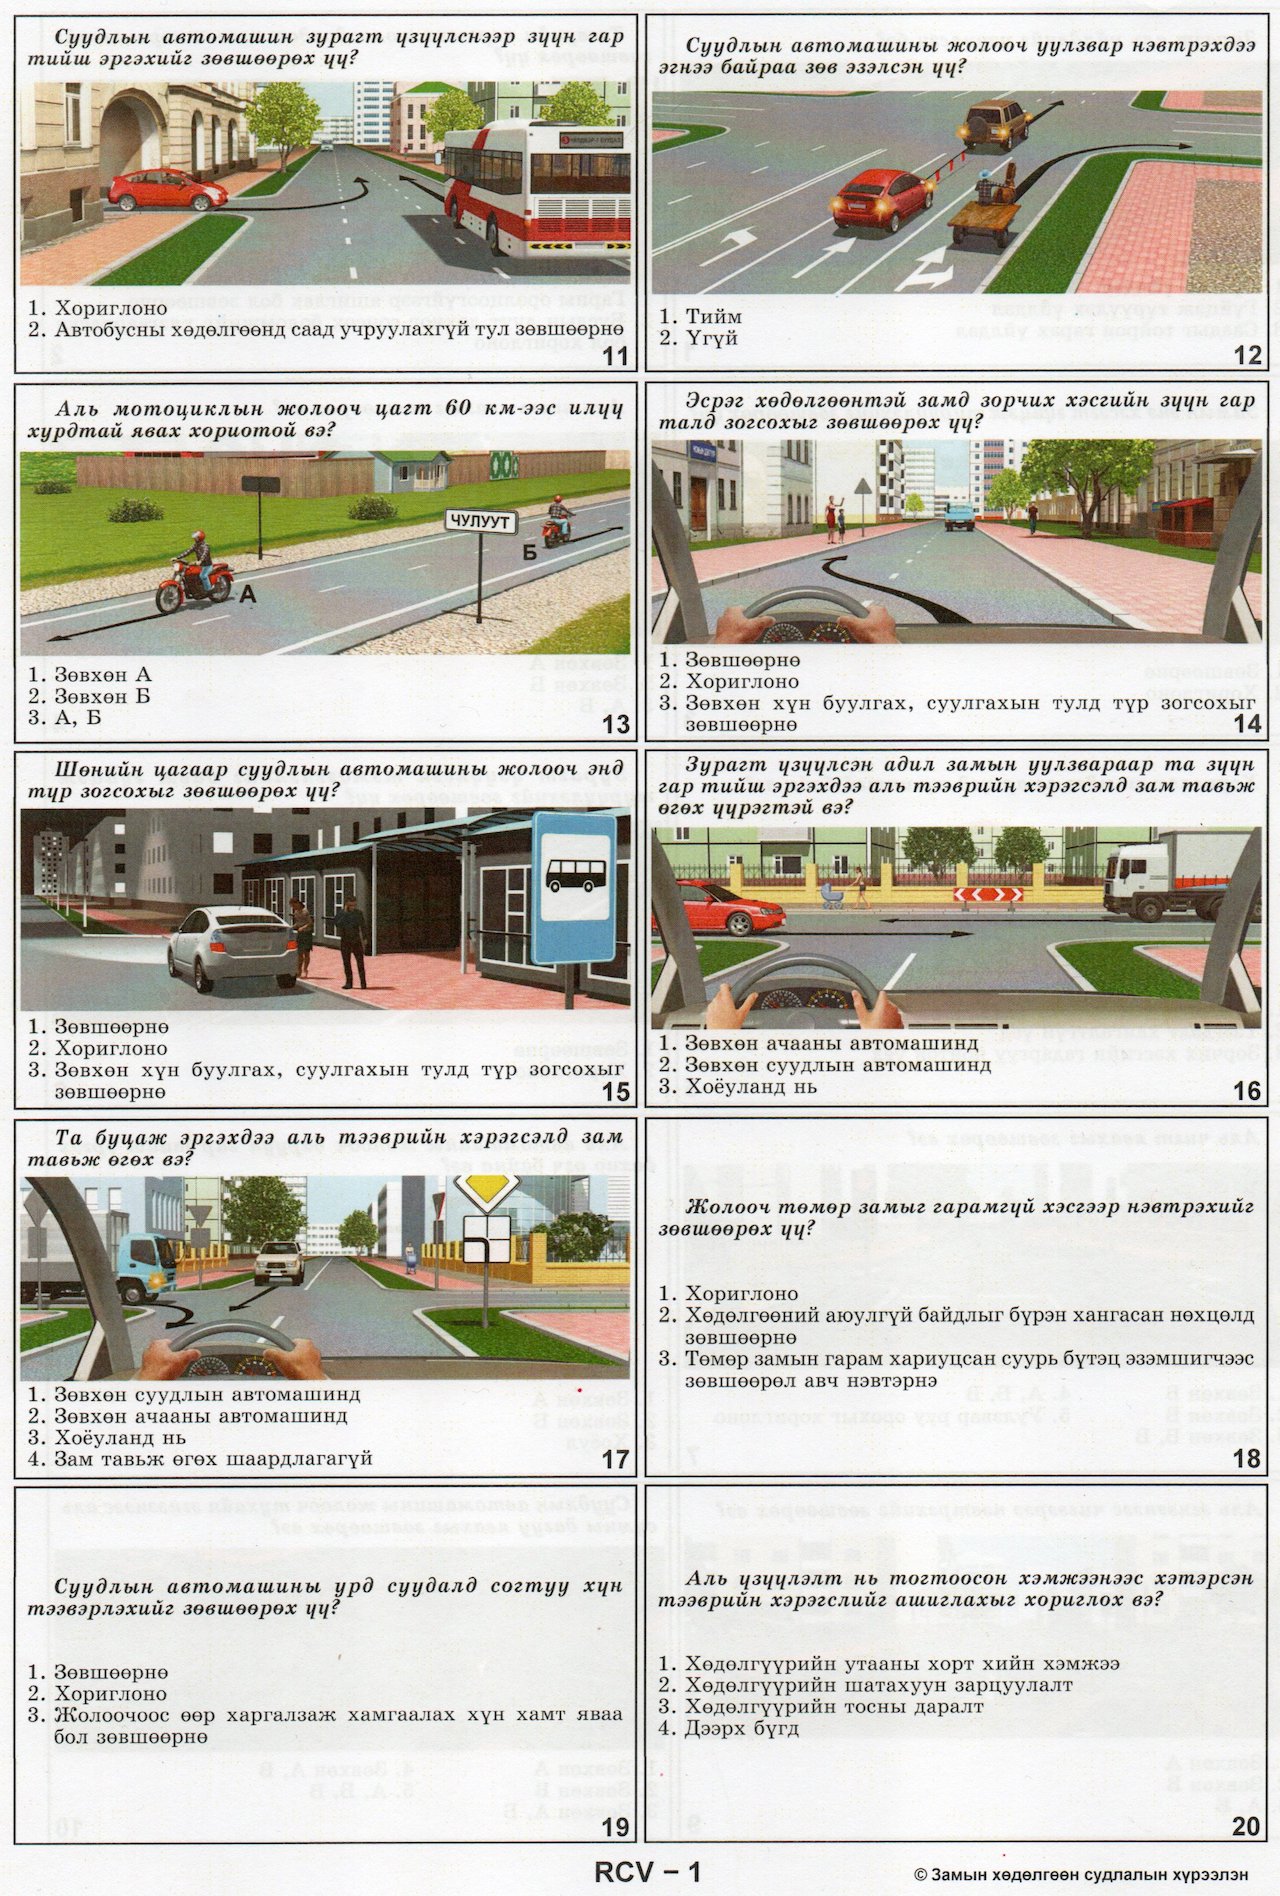 Суудлын автомашин зурагт үзүүлснээр зүүн гар
тийш эргэхийг зөвшөөрөх үү?
1. Хориглоно
2. Автобусны хөдөлгөөнд саад учруулахгүй тул зөвшөөрнө
11
Суудлын автомашины жолооч уулзвар нэвтрэхдээ
эгнээ байраа зөв эзэлсэн үү?
1. Тийм
2. Үгүй
12
Аль мотоциклын жолооч цагт 60 км-ээс илүү
хурдтай явах хориотой вэ?
ЧУЛУУТ
Б
А
1. Зөвхөн А
2. Зөвхөн Б
3. А, Б
13
Эсрэг хөдөлгөөнтэй замд зорчих хэсгийн зүүн гар
талд зогсохыг зөвшөөрөх үү?
1. Зөвшөөрнө
2. Хориглоно
3. Зөвхөн хүн буулгах, суулгахын тулд түр зогсохыг
зөвшөөрнө
14
Шөнийн цагаар суудлын автомашины жолооч энд
түр зогсохыг зөвшөөрөх үү?
1. Зөвшөөрнө
2. Хориглоно
3. Зөвхөн хүн буулгах, суулгахын тулд түр зогсохыг
зөвшөөрнө
15
Зурагт үзүүлсэн адил замын уулзвараар та зүүн
гар тийш эргэхдээ аль тээврийн хэрэгсэлд зам тавьж
өгөх үүрэгтэй вэ?
1. Зөвхөн ачааны автомашинд
2. Зөвхөн суудлын автомашинд
3. Хоёуланд нь
16
Та буцаж эргэхдээ аль тээврийн хэрэгсэлд зам
тавьж өгөх вэ?
1. Зөвхөн суудлын автомашинд
2. Зөвхөн ачааны автомашинд
3. Хоёуланд нь
4. Зам тавьж өгөх шаардлагагүй
17
Жолооч төмөр замыг гарамгүй хэсгээр нэвтрэхийг
зөвшөөрөх үү?
1. Хориглоно
2. Хөдөлгөөний аюулгүй байдлыг бүрэн хангасан нөхцөлд
зөвшөөрнө
3. Төмөр замын гарам хариуцсан суурь бүтэц эзэмшигчээс
зөвшөөрөл авч нэвтэрнэ
18
Суудлын автомашины урд суудалд согтуу хүн
тээвэрлэхийг зөвшөөрөх үү?
1. Зөвшөөрнө
2. Хориглоно
3. Жолоочоос өөр харгалзаж хамгаалах хүн хамт яваа
бол зөвшөөрнө
19
Аль үзүүлэлт нь тогтоосон хэмжээнээс хэтэрсэн
тээврийн хэрэгслийг ашиглахыг хориглох вэ?
1. Хөдөлгүүрийн утааны хорт хийн хэмжээ
2. Хөдөлгүүрийн шатахуун зарцуулалт
3. Хөдөлгүүрийн тосны даралт
4. Дээрх бүгд
20
RCV – 1
© Замын хөдөлгөөн судлалын хүрээлэн